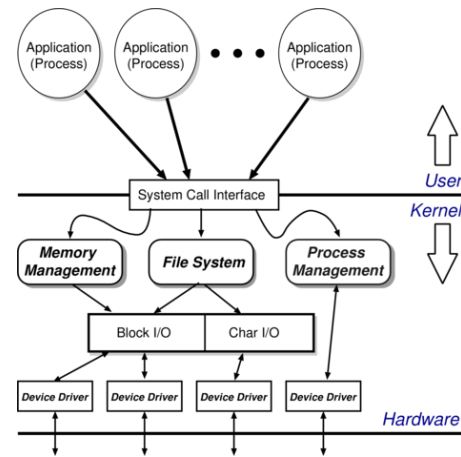 Application
(Process)
Application
(Process)
Application
(Process)
System Call Interface
User
Kernel
Memory
Management
File System
Process
Management
Block I/O
Char I/O
Device Driver
Device Driver
Device Driver
Device Driver
Hardware